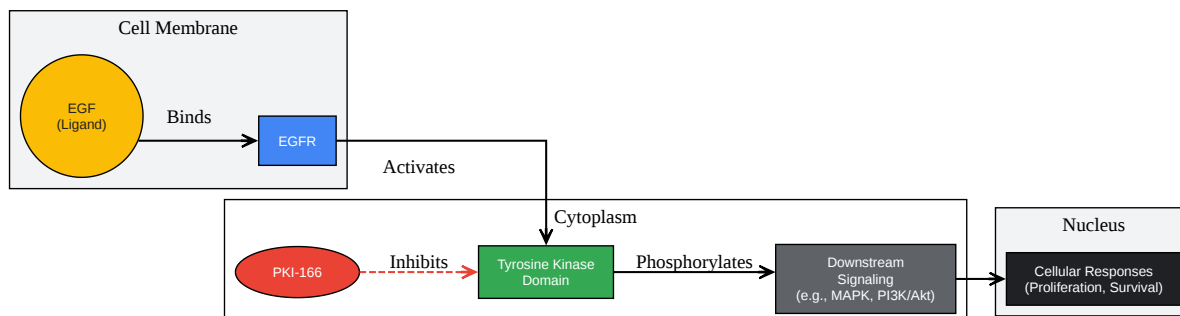 Cell Membrane
EGF
(Ligand)
Binds
EGFR
Activates
Cytoplasm
PKI-166
Inhibits
Tyrosine Kinase
Domain
Phosphorylates
Downstream
Signaling
(e.g., MAPK, PI3K/Akt)
Nucleus
Cellular Responses
(Proliferation, Survival)